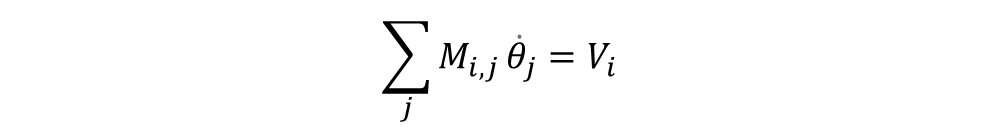 ∑_j M_{i,j} θ̇_j = V_i